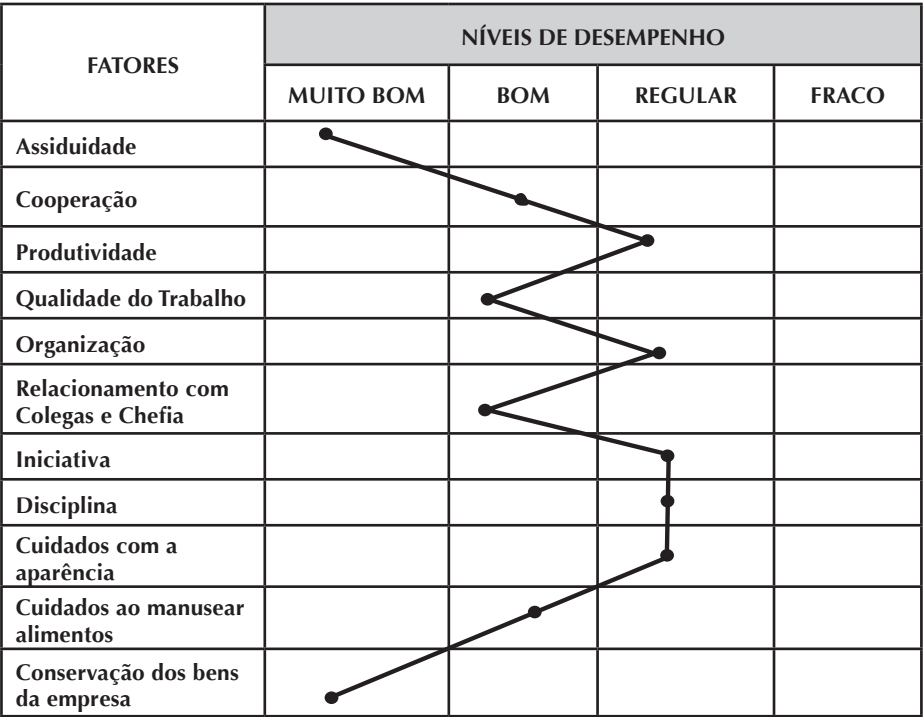 FATORES
NÍVEIS DE DESEMPENHO
MUITO BOM BOM REGULAR FRACO
Assiduidade
Cooperação
Produtividade
Qualidade do Trabalho
Organização
Relacionamento com
Colegas e Chefia
Iniciativa
Disciplina
Cuidados com a
aparência
Cuidados ao manusear
alimentos
Conservação dos bens
da empresa